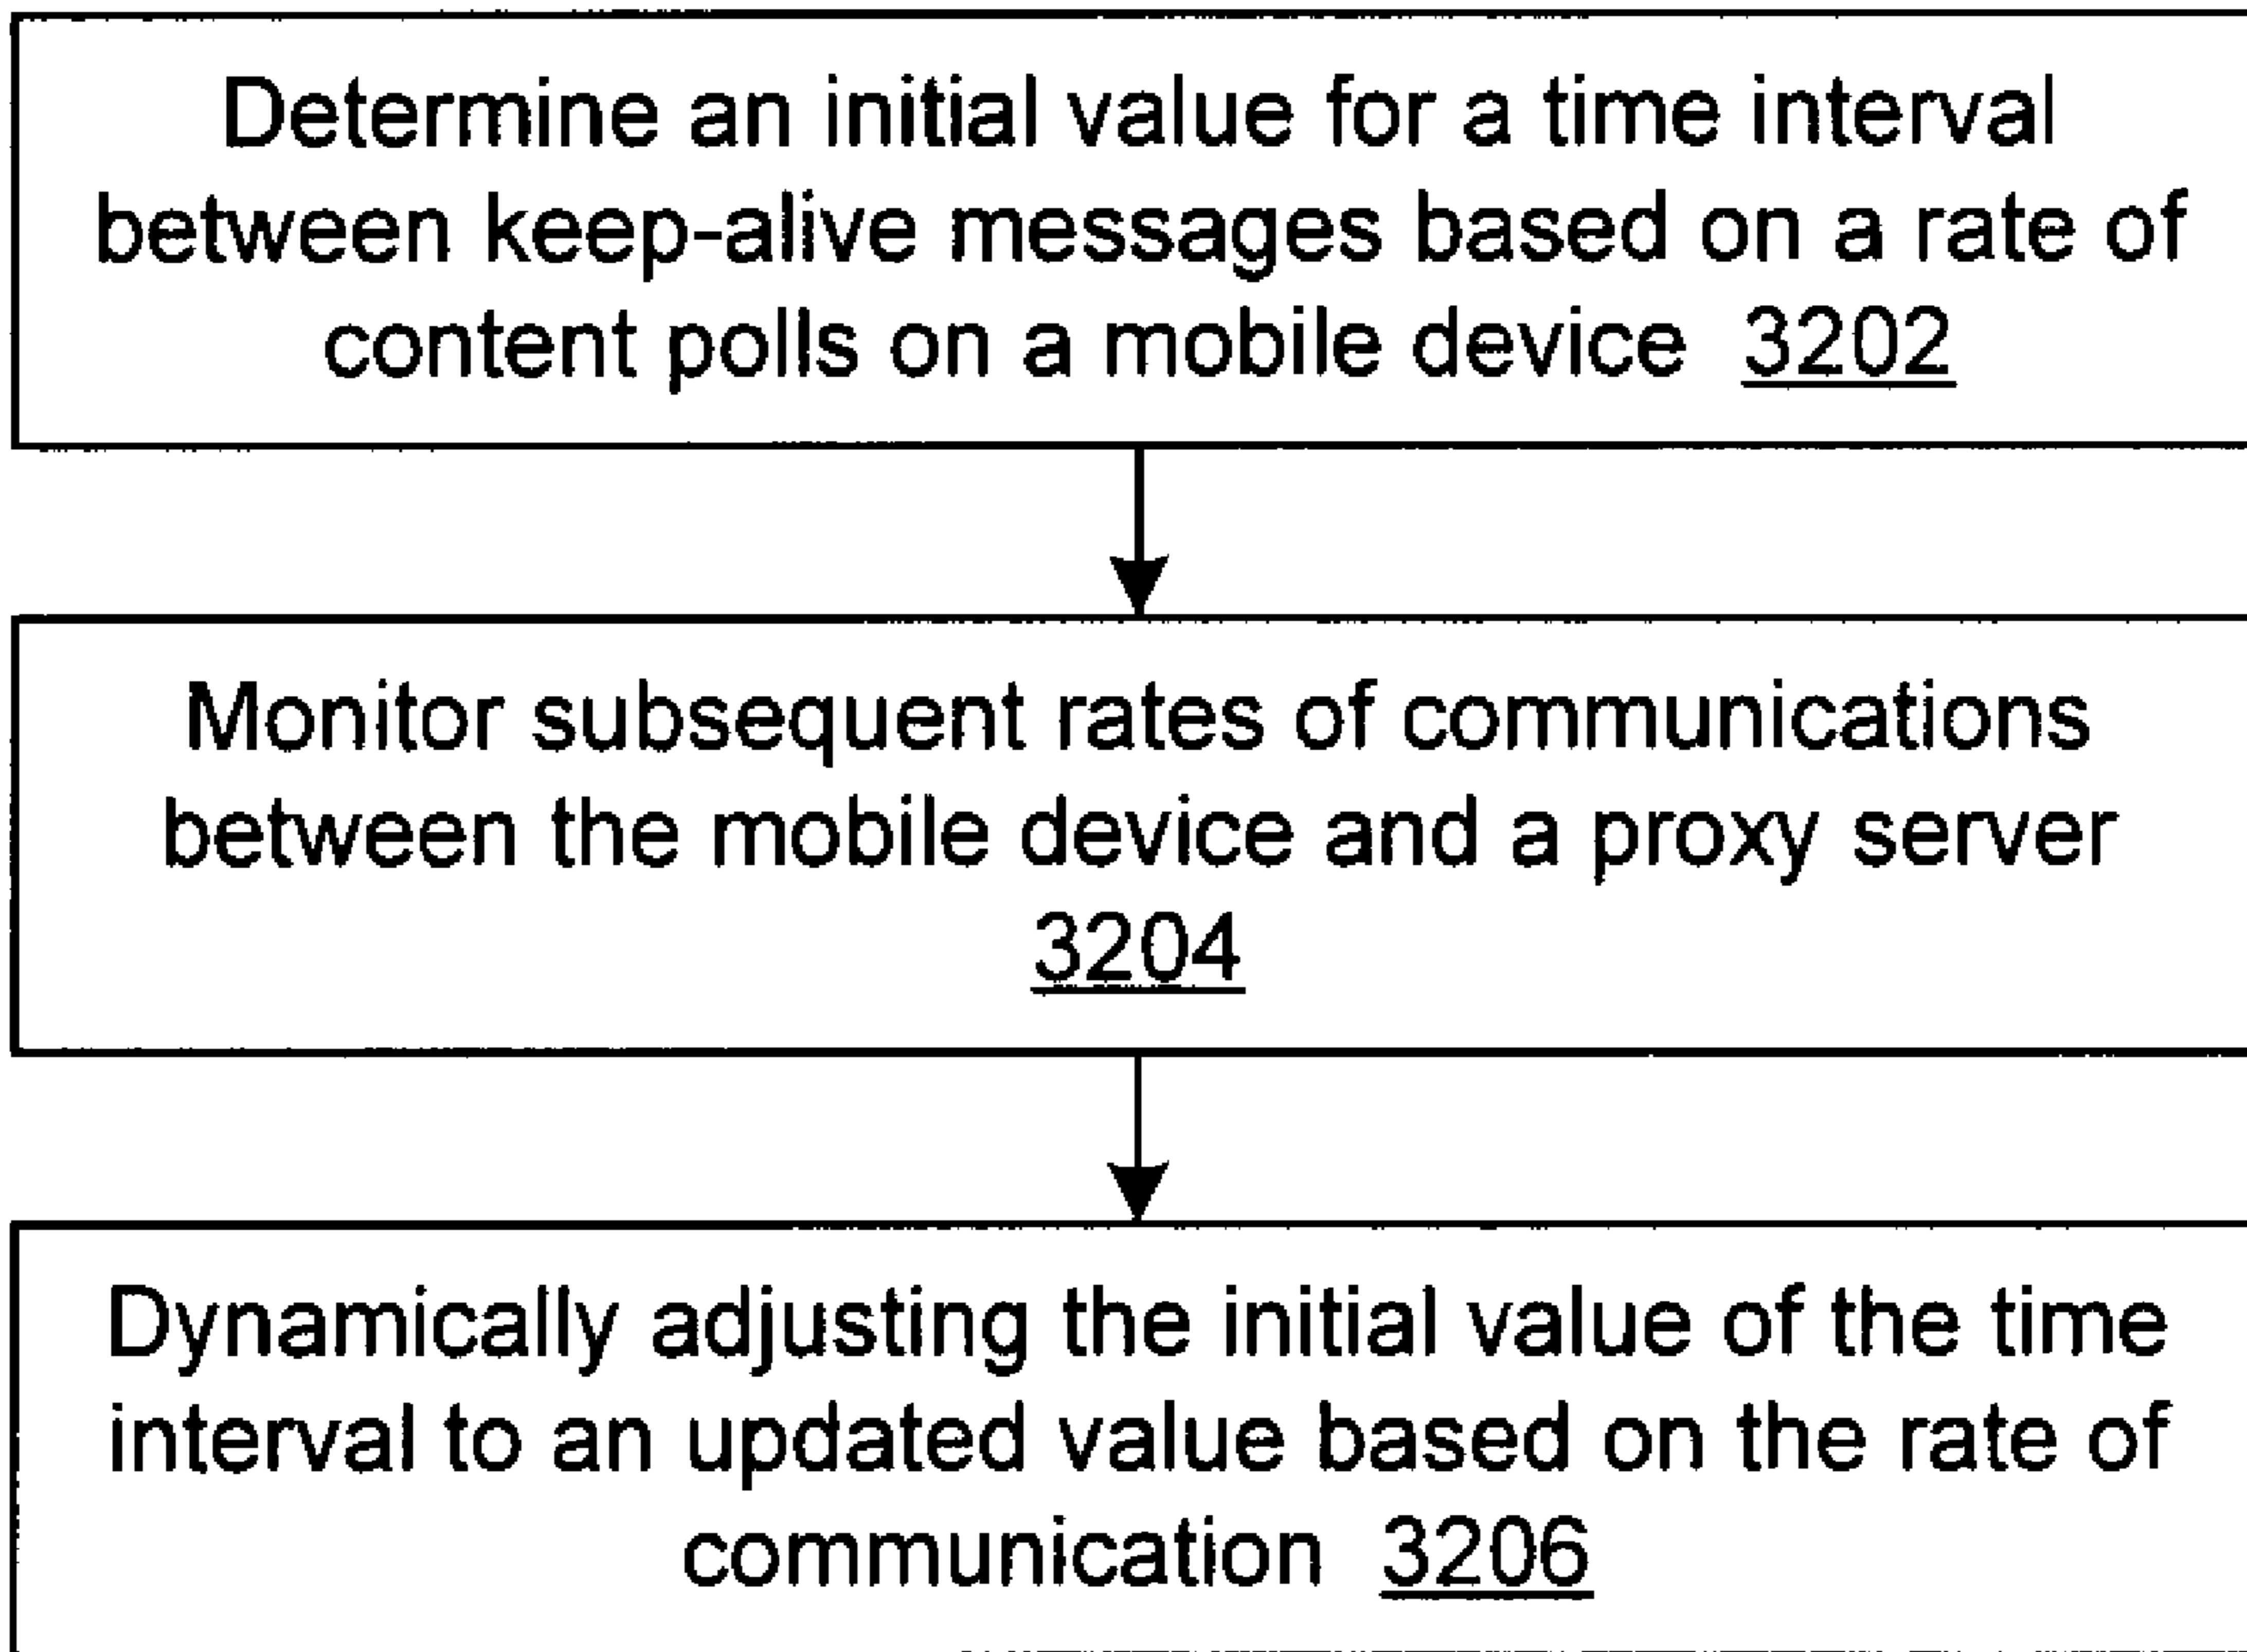 Determine an initial value for a time interval
between keep-alive messages based on a rate of
content polls on a mobile device 3202
Monitor subsequent rates of communications
between the mobile device and a proxy server
3204
Dynamically adjusting the initial value of the time
interval to an updated value based on the rate of
communication 3206